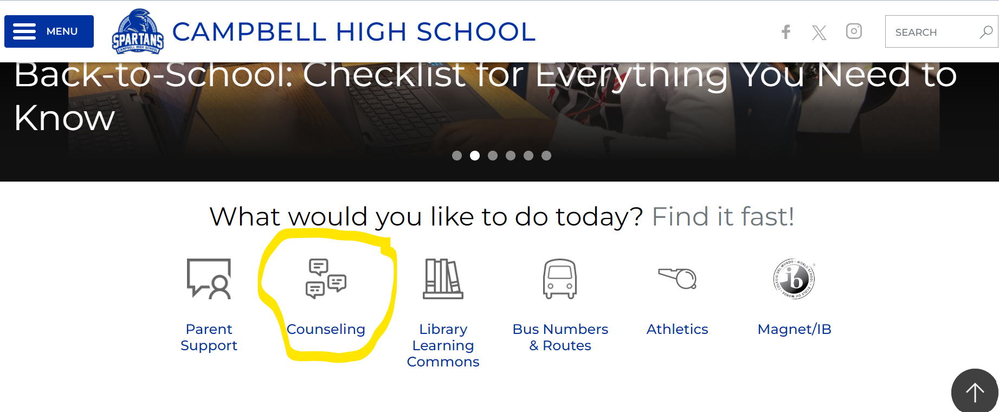 MENU
SPARTANS
CAMPBELL HIGH SCHOOL
CAMPBELL HIGH SCHOOL
SEARCH
Back-to-School: Checklist for Everything You Need to
Know
What would you like to do today? Find it fast!
Parent
Support
Counseling
Library
Learning
Commons
Bus Numbers
& Routes
Athletics
ib
COLEGIO DEL MUNDO · WORLD SCHOOL · ECOLE DU MONDE ·
Magnet/IB